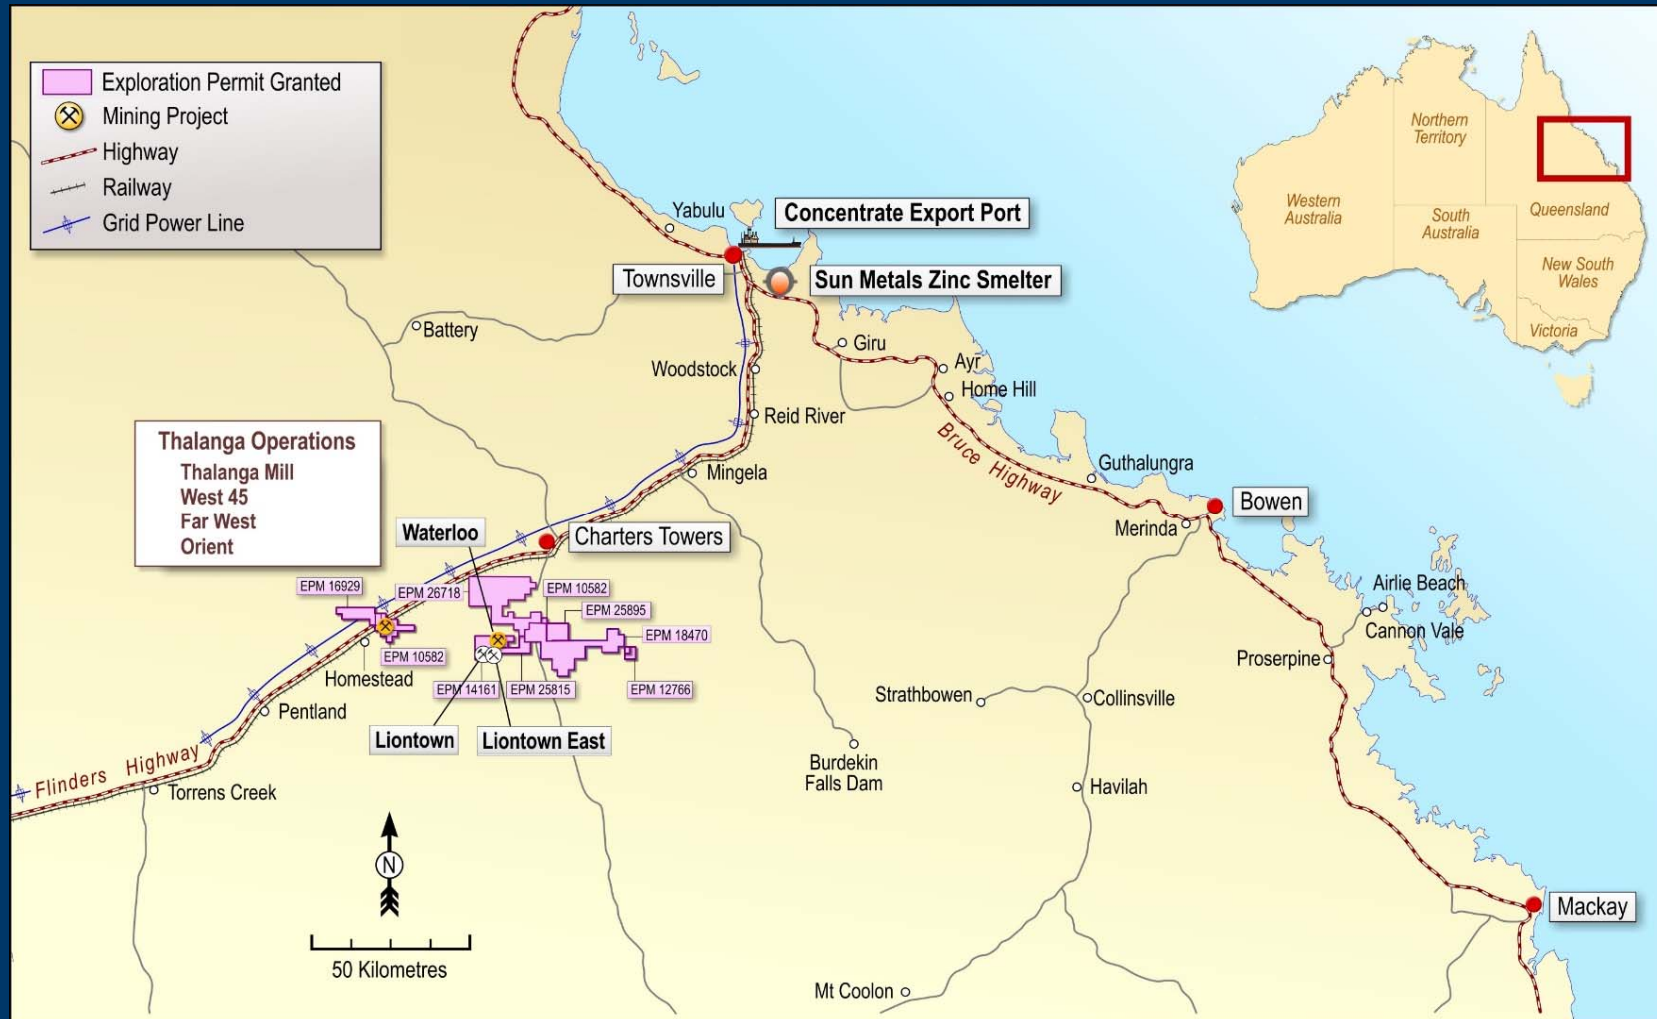 Exploration Permit Granted
Mining Project
Highway
Railway
Grid Power Line
Northern
Territory
Western
Australia
South
Australia
Queensland
New South
Wales
Victoria
Yabulu
Concentrate Export Port
Townsville
Sun Metals Zinc Smelter
Battery
Giru
Woodstock
Ayr
Home Hill
Reid River
Bruce Highway
Thalanga Operations
Thalanga Mill
West 45
Far West
Orient
Mingela
Guthalungra
Bowen
Merinda
Waterloo
Charters Towers
EPM 16929
EPM 26718
EPM 10582
EPM 25895
EPM 18470
EPM 10582
Airlie Beach
Cannon Vale
Homestead
EPM 14161
EPM 25815
EPM 12766
Proserpine
Pentland
Strathbowen
Collinsville
Liontown
Liontown East
Flinders Highway
Burdekin
Falls Dam
Torrens Creek
Havilah
N
50 Kilometres
Mackay
Mt Coolon